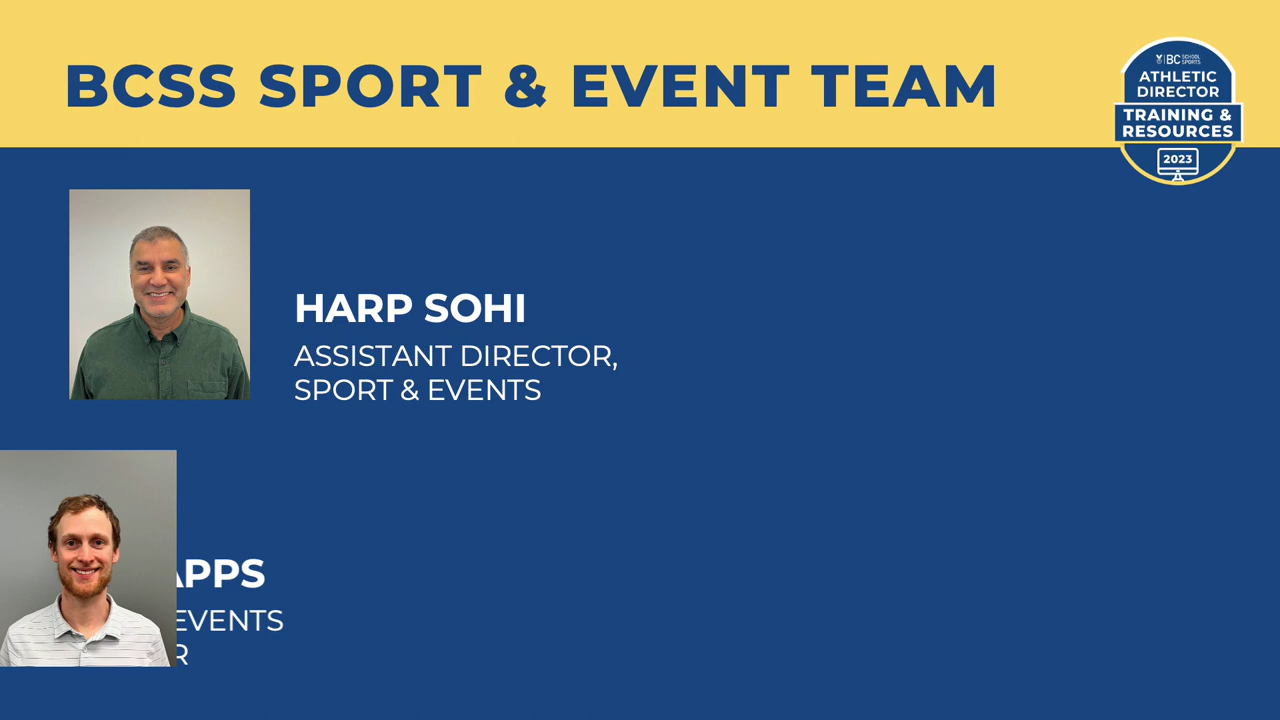 BCSS SPORT & EVENT TEAM
BC SCHOOL SPORTS
ATHLETIC
DIRECTOR
TRAINING &
RESOURCES
2023
HARP SOHI
ASSISTANT DIRECTOR,
SPORT & EVENTS
APPS
EVENTS
R